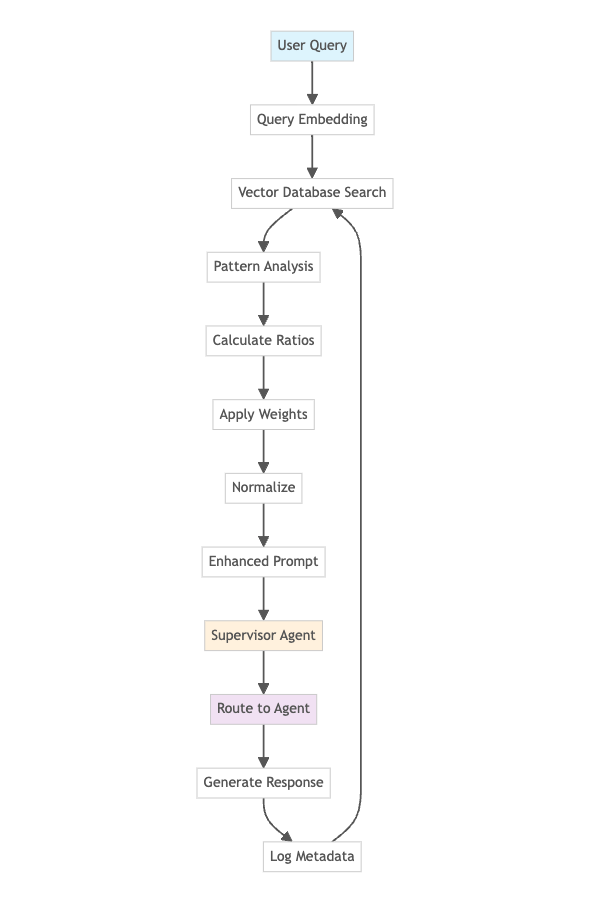 User Query
Query Embedding
Vector Database Search
Pattern Analysis
Calculate Ratios
Apply Weights
Normalize
Enhanced Prompt
Supervisor Agent
Route to Agent
Generate Response
Log Metadata